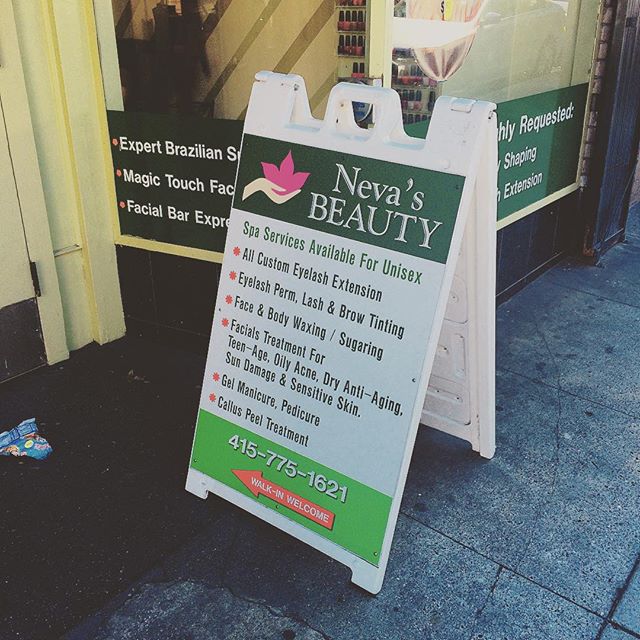 Expert Brazilian
Magic Touch
Facial Bar
hly Requested:
Shaping
Extension
Neva's
BEAUTY
Spa Services Available For Unisex
All Custom Eyelash Extension
Eyelash Perm, Lash & Brow Tinting
Face & Body Waxing / Sugaring
Facials Treatment For
Teen-Age, Oily Acne, Dry Anti-Aging,
Sun Damage & Sensitive Skin.
Gel Manicure, Pedicure
Callus Peel Treatment
415-775-1621
WALK-IN WELCOME